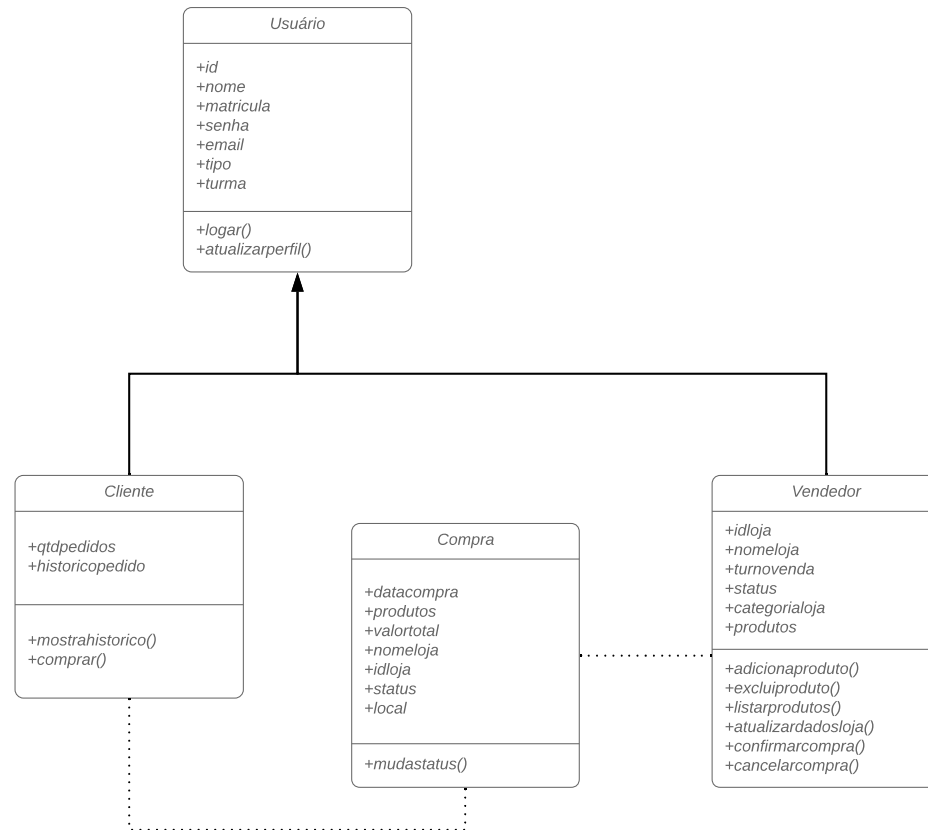 Usuário
+id
+nome
+matricula
+senha
+email
+tipo
+turma
+logar()
+atualizarperfil()
Cliente
+qtdpedidos
+historicopedido
+mostrahistorico()
+comprar()
Compra
+datacompra
+produtos
+valortotal
+nomeloja
+idloja
+status
+local
+mudastatus()
Vendedor
+idloja
+nomeloja
+turnovenda
+status
+categorialoja
+produtos
+adicionaproduto()
+excluiproduto()
+listarprodutos()
+atualizardadosloja()
+confirmarcompra()
+cancelarcompra()